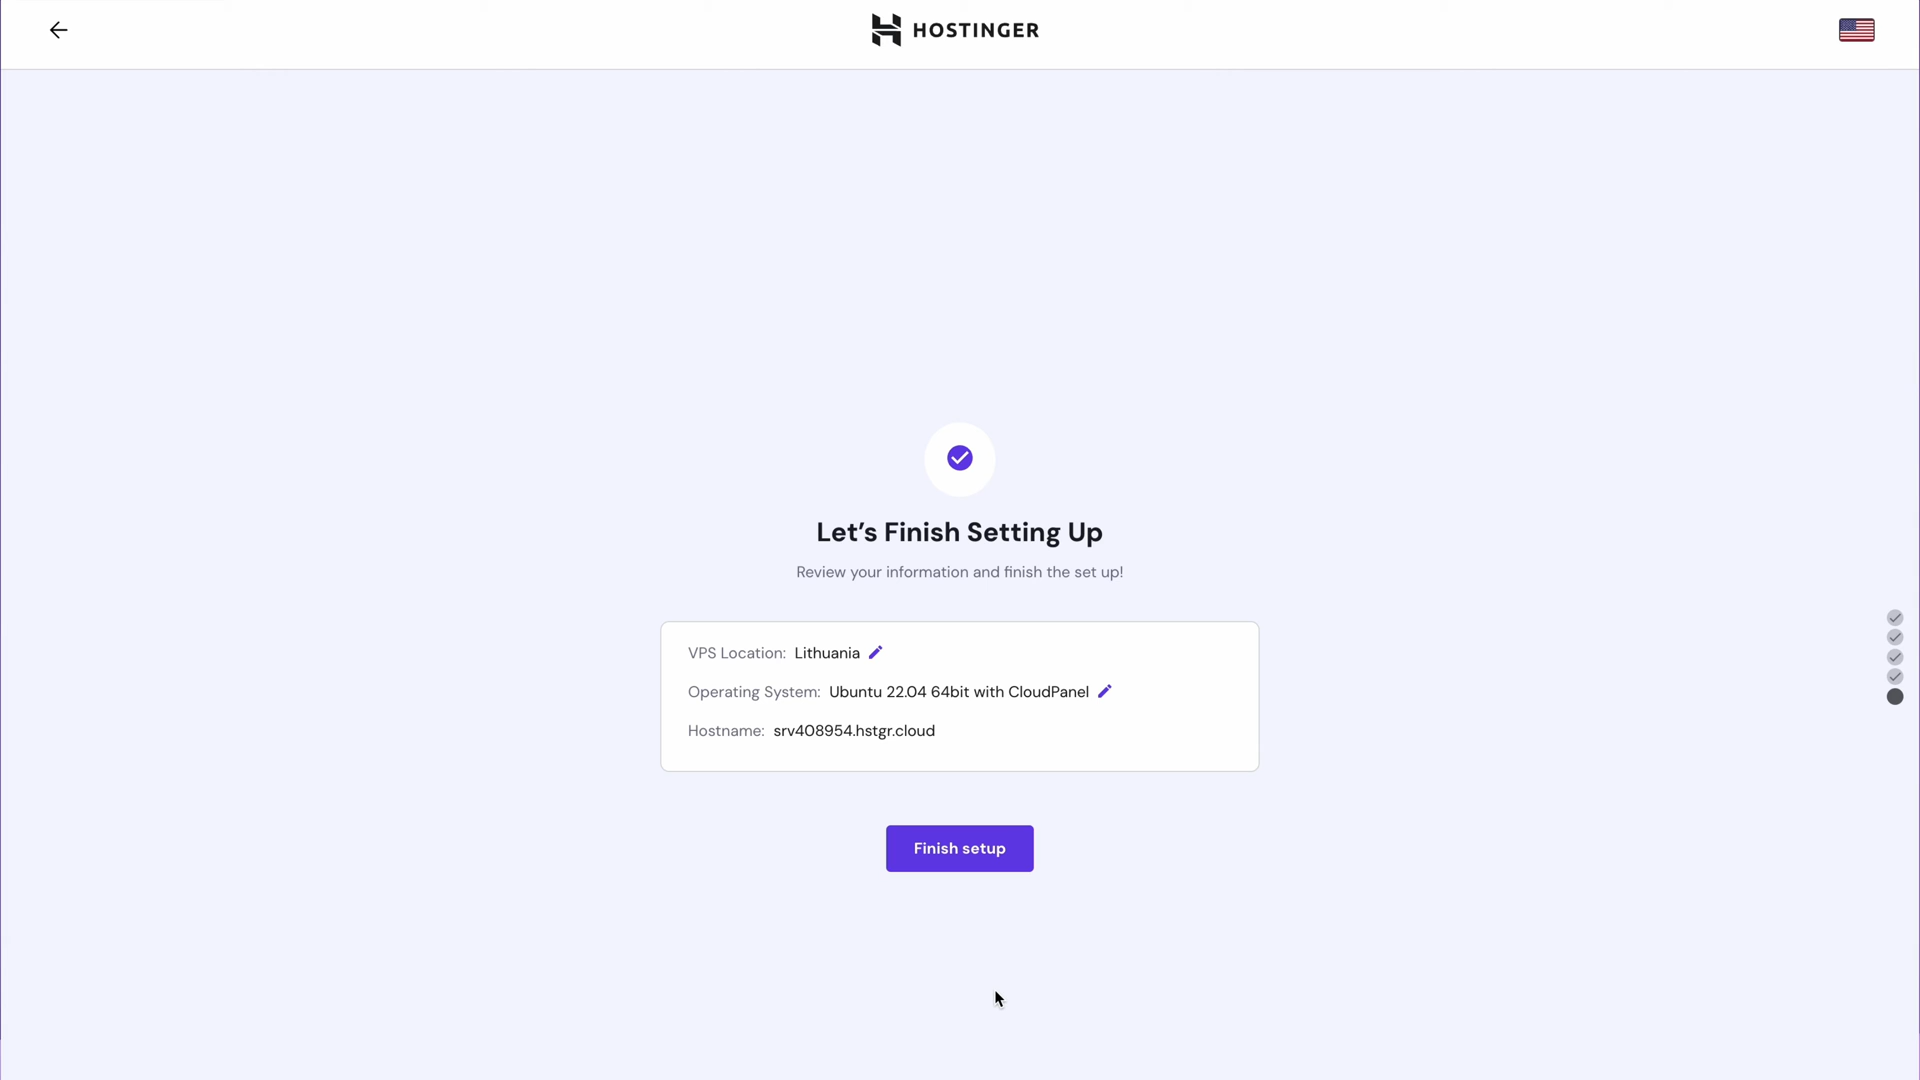 HOSTINGER
Let’s Finish Setting Up
Review your information and finish the set up!
VPS Location: Lithuania
Operating System: Ubuntu 22.04 64bit with CloudPanel
Hostname: srv408954.hstgr.cloud
Finish setup